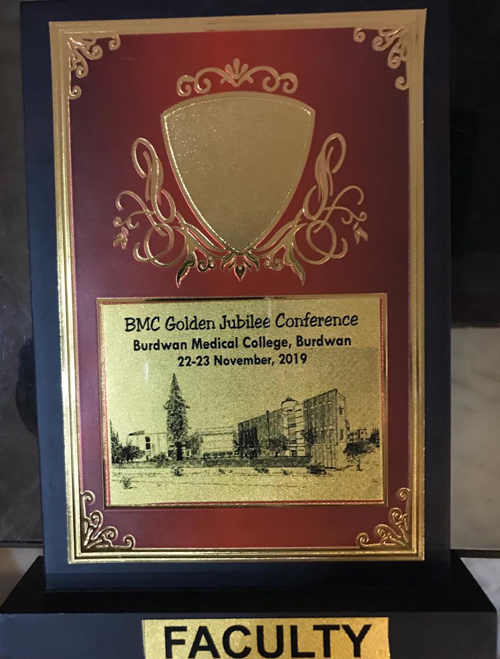 BMC Golden Jubilee Conference
Burdwan Medical College, Burdwan
22-23 November, 2019
FACULTY